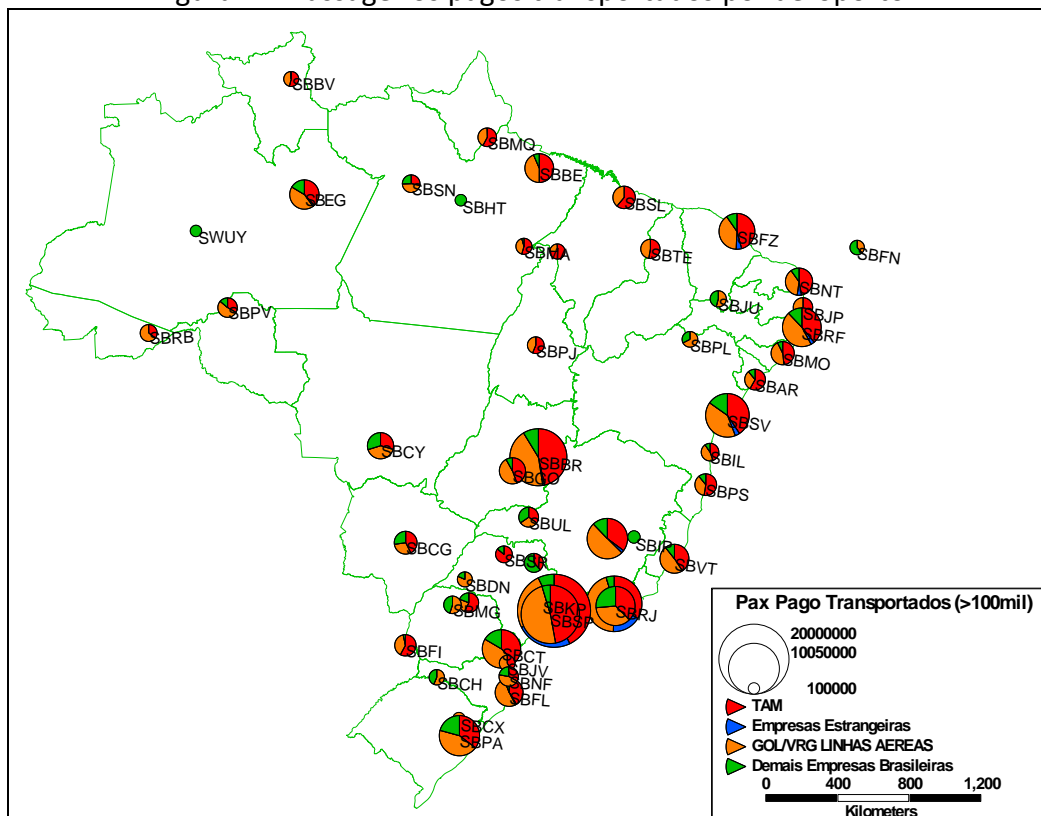 SBBV
SBMQ
SBBE
SBSN
SBEG
SBHT
SBSL
SWUY
SBFZ
SBMA
SBTE
SBFN
SBNT
SBJU
SBJP
SBPV
SBRF
SBRB
SBPJ
SBPL
SBMO
SBAR
SBSV
SBCY
SBBR
SBIL
SBGO
SBPS
SBUL
SBIP
SBCG
SBSR
SBVT
SBDN
SBMG
SBKP
SBRJ
SBSP
SBFI
SBCT
SBJV
SBCH
SBNF
SBFL
SBCX
SBPA
Pax Pago Transportados (>100mil)
20000000
10050000
100000
TAM
Empresas Estrangeiras
GOL/VRG LINHAS AEREAS
Demais Empresas Brasileiras
0 400 800 1,200
Kilometers